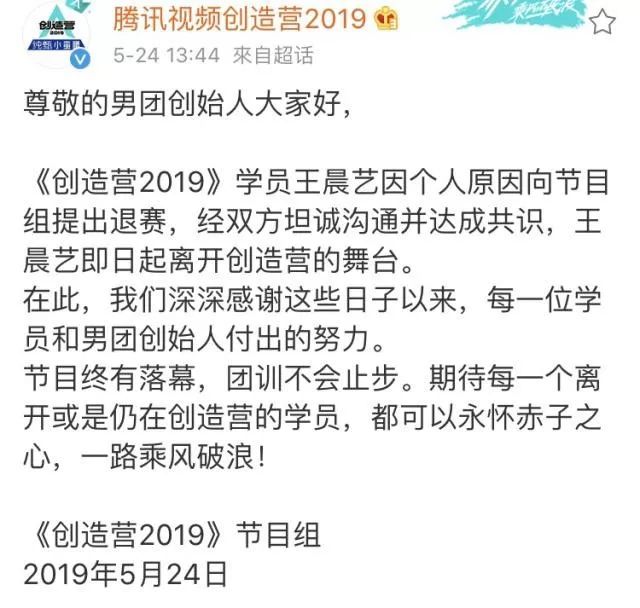 创造营
2019
腾讯视频创造营2019
5-24 13:44 來自超话
尊敬的男团创始人大家好，
《创造营2019》学员王晨艺因个人原因向节目
组提出退赛，经双方坦诚沟通并达成共识，王
晨艺即日起离开创造营的舞台。
在此，我们深深感谢这些日子以来，每一位学
员和男团创始人付出的努力。
节目终有落幕，团训不会止步。期待每一个离
开或是仍在创造营的学员，都可以永怀赤子之
心，一路乘风破浪！
《创造营2019》节目组
2019年5月24日